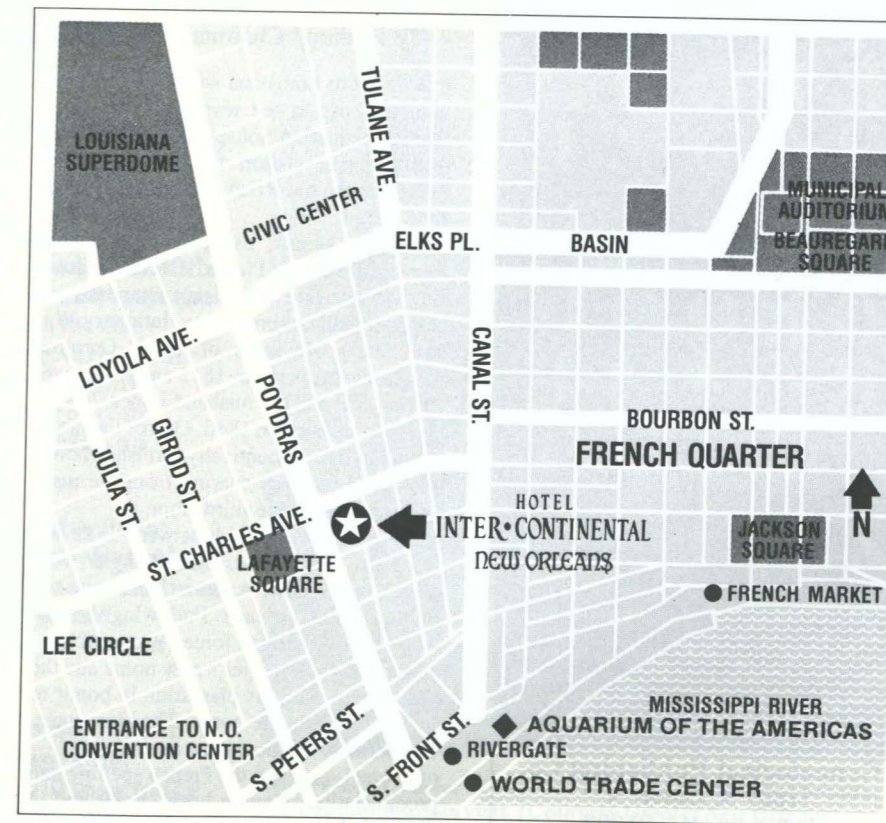 LOUISIANA
SUPERDOME
TULANE AVE.
CIVIC CENTER
ELKS PL.
BASIN
MUNICIPAL
AUDITORIUM
BEAUREGARD
SQUARE
LOYOLA AVE.
CANAL ST.
POYDRAS
GIROD ST.
JULIA ST.
BOURBON ST.
FRENCH QUARTER
HOTEL
INTER•CONTINENTAL
NEW ORLEANS
JACKSON
SQUARE
N
ST. CHARLES AVE.
LAFAYETTE
SQUARE
FRENCH MARKET
LEE CIRCLE
ENTRANCE TO N.O.
CONVENTION CENTER
S. PETERS ST.
S. FRONT ST.
MISSISSIPPI RIVER
AQUARIUM OF THE AMERICAS
RIVERGATE
WORLD TRADE CENTER